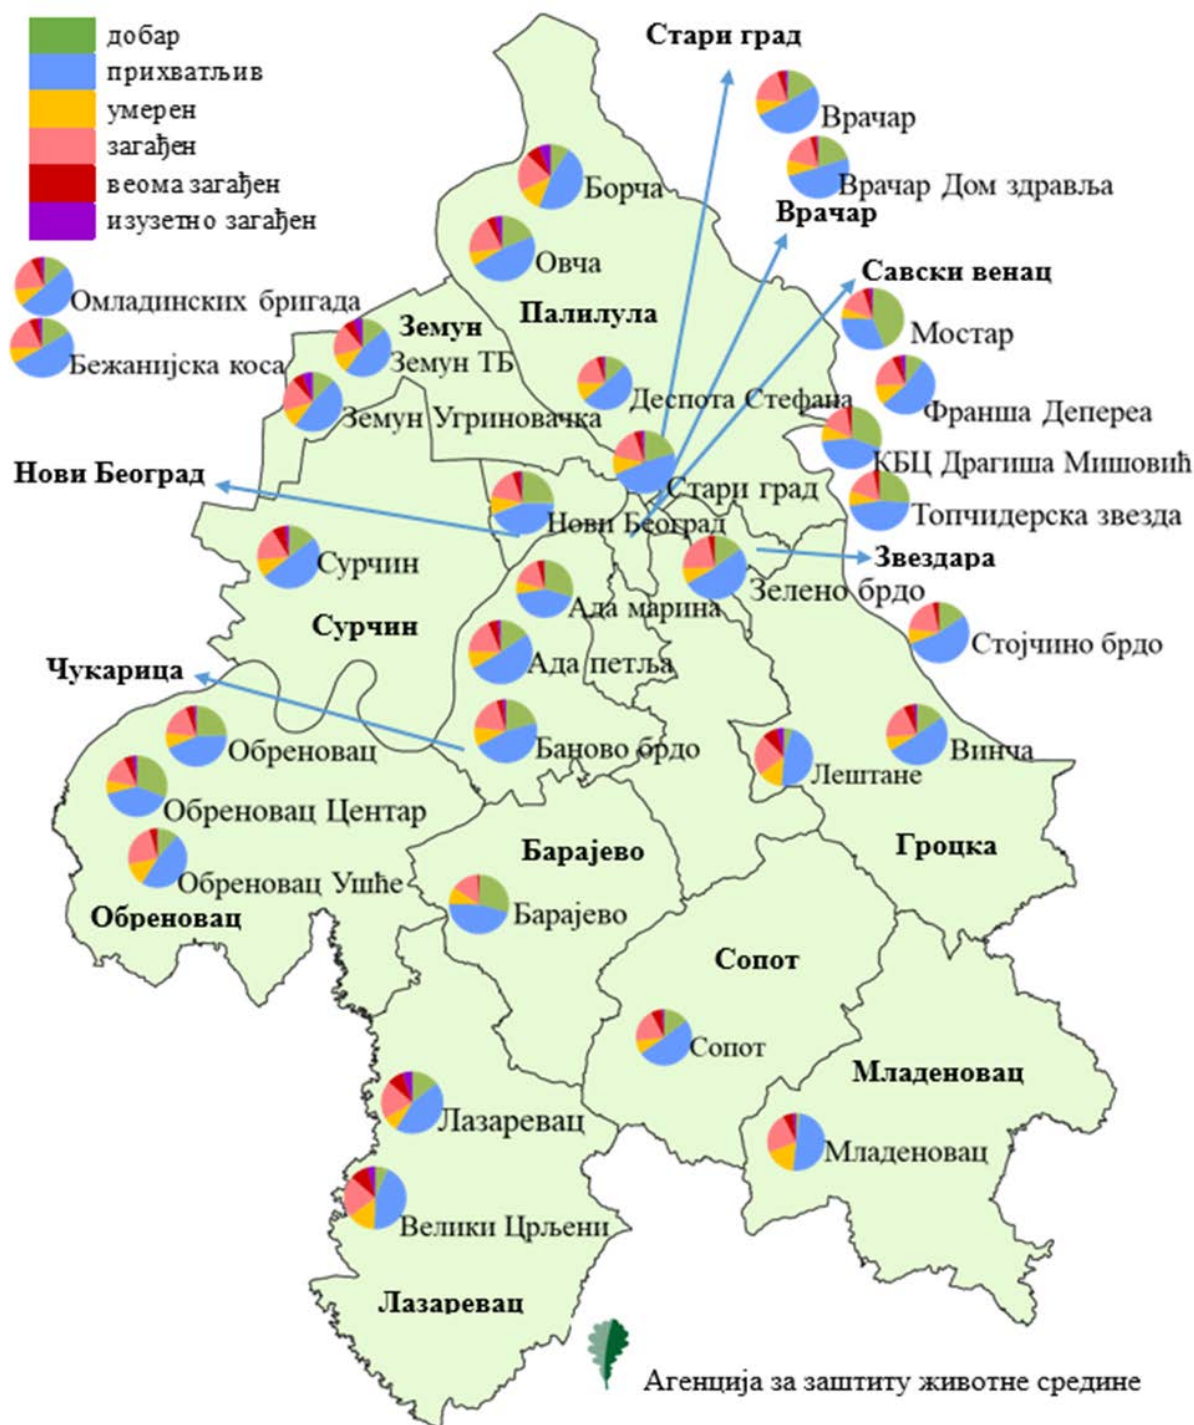 добар
прихватљив
умерен
загађен
веома загађен
изузетно загађен
Стари град
Врачар
Врачар Дом здравља
Врачар
Борча
Овча
Палилула
Савски венац
Мостар
Омладинских бригада
Бежанијска коса
Земун
Земун ТБ
Земун Угриновачка
Деспота Стефана
Франша Депереа
КБЦ Драгиша Мишовић
Топчидерска звезда
Нови Београд
Стари град
Нови Београд
Звездара
Зелено брдо
Сурчин
Сурчин
Ада марина
Стојчино брдо
Ада петља
Чукарица
Обреновац
Баново брдо
Лештане
Винча
Обреновац Центар
Обреновац Ушће
Обреновац
Барајево
Барајево
Гроцка
Сопот
Сопот
Младеновац
Младеновац
Лазаревац
Велики Црљени
Лазаревац
Агенција за заштиту животне средине